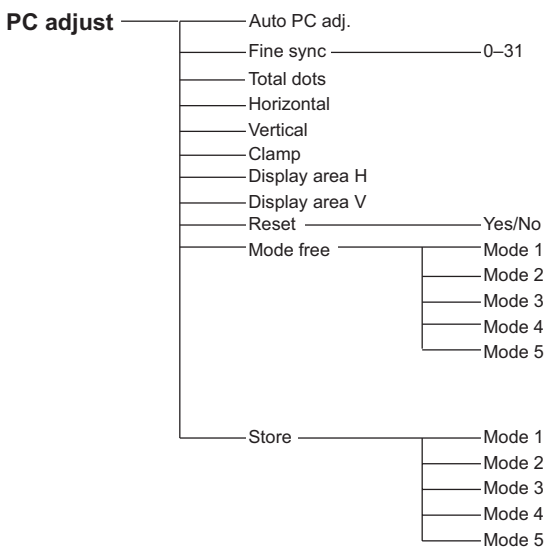 PC adjust
Auto PC adj.
Fine sync 0–31
Total dots
Horizontal
Vertical
Clamp
Display area H
Display area V
Reset Yes/No
Mode free Mode 1
Mode 2
Mode 3
Mode 4
Mode 5
Store Mode 1
Mode 2
Mode 3
Mode 4
Mode 5